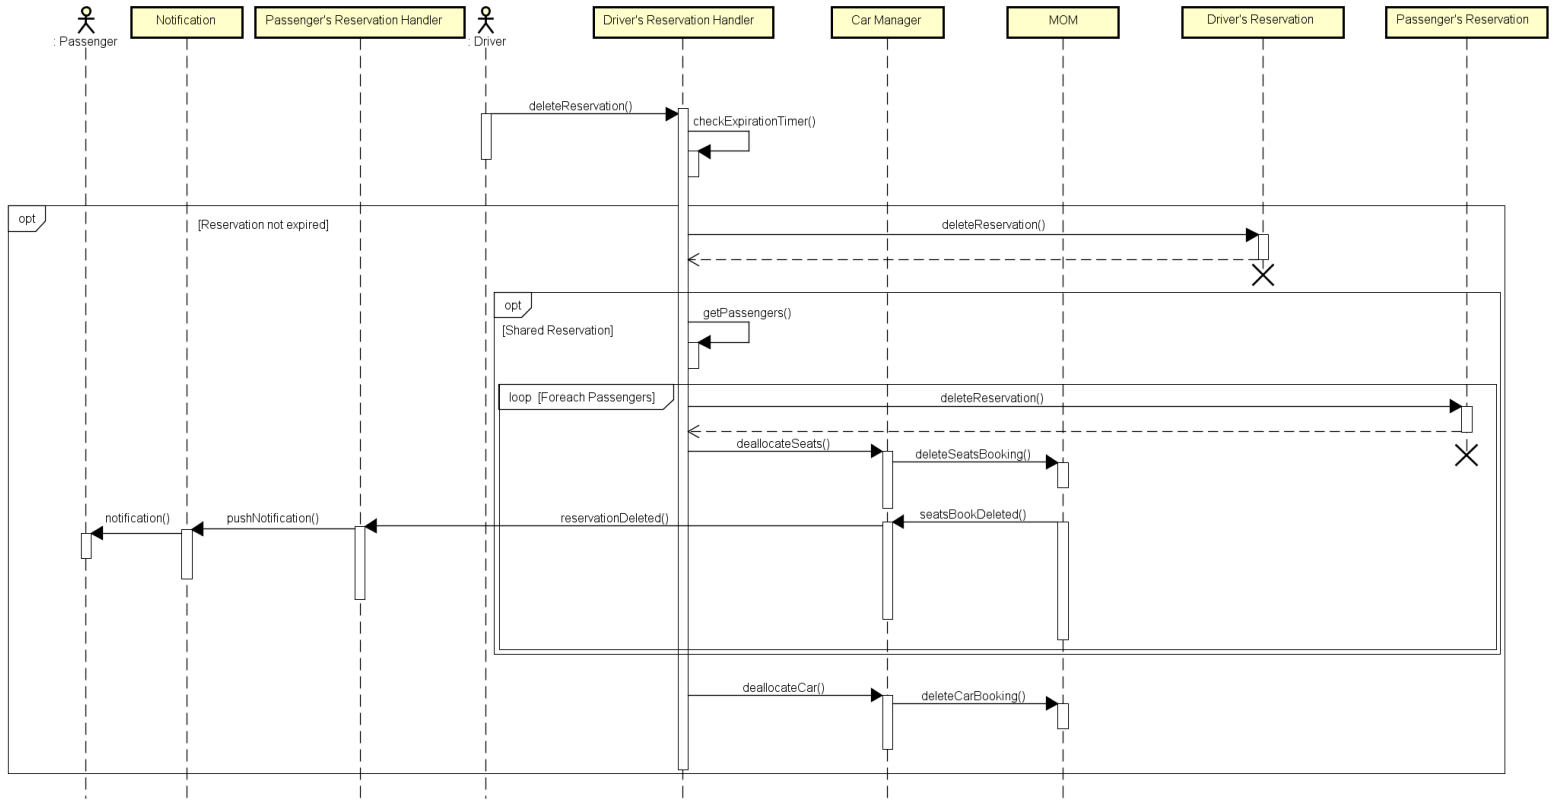 Notification
Passenger's Reservation Handler
Driver's Reservation Handler
Car Manager
MOM
Driver's Reservation
Passenger's Reservation
: Passenger
: Driver
deleteReservation()
checkExpirationTimer()
opt
[Reservation not expired]
deleteReservation()
opt
getPassengers()
[Shared Reservation]
loop [Foreach Passengers]
deleteReservation()
deallocateSeats()
deleteSeatsBooking()
notification()
pushNotification()
reservationDeleted()
seatsBookDeleted()
deallocateCar()
deleteCarBooking()